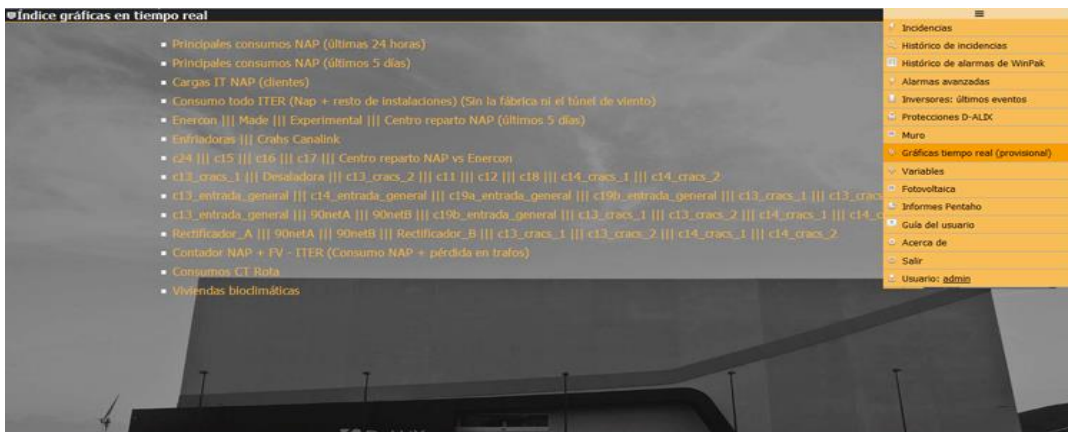 Índice gráficas en tiempo real
Principales consumos NAP (últimas 24 horas)
Principales consumos NAP (últimos 5 días)
Cargas IT NAP (clientes)
Consumo todo ITER (Nap + resto de instalaciones) (Sin la fábrica ni el túnel de viento)
Enercon ||| Made ||| Experimental ||| Centro reparto NAP (últimos 5 días)
Enfriadoras ||| Crahs Canalink
c24 ||| c15 ||| c16 ||| c17 ||| Centro reparto NAP vs Enercon
c13_cracs_1 ||| Desaladora ||| c13_cracs_2 ||| c11 ||| c12 ||| c18 ||| c14_cracs_1 ||| c14_cracs_2
c13_entrada_general ||| c14_entrada_general ||| c19a_entrada_general ||| c19b_entrada_general ||| c13_cracs_1 ||| c13_cracs
c13_entrada_general ||| 90netA ||| 90netB ||| c19b_entrada_general ||| c13_cracs_1 ||| c13_cracs_2 ||| c14_cracs_1 ||| c14_c
Rectificador_A ||| 90netA ||| 90netB ||| Rectificador_B ||| c13_cracs_1 ||| c13_cracs_2 ||| c14_cracs_1 ||| c14_cracs_2
Contador NAP + FV - ITER (Consumo NAP + pérdida en trafos)
Consumos CT Rota
Viviendas bioclimáticas
Incidencias
Histórico de incidencias
Histórico de alarmas de WinPak
Alarmas avanzadas
Inversores: últimos eventos
Protecciones D-ALIX
Muro
Gráficas tiempo real (provisional)
Variables
Fotovoltaica
Informes Pentaho
Guía del usuario
Acerca de
Salir
Usuario: admin